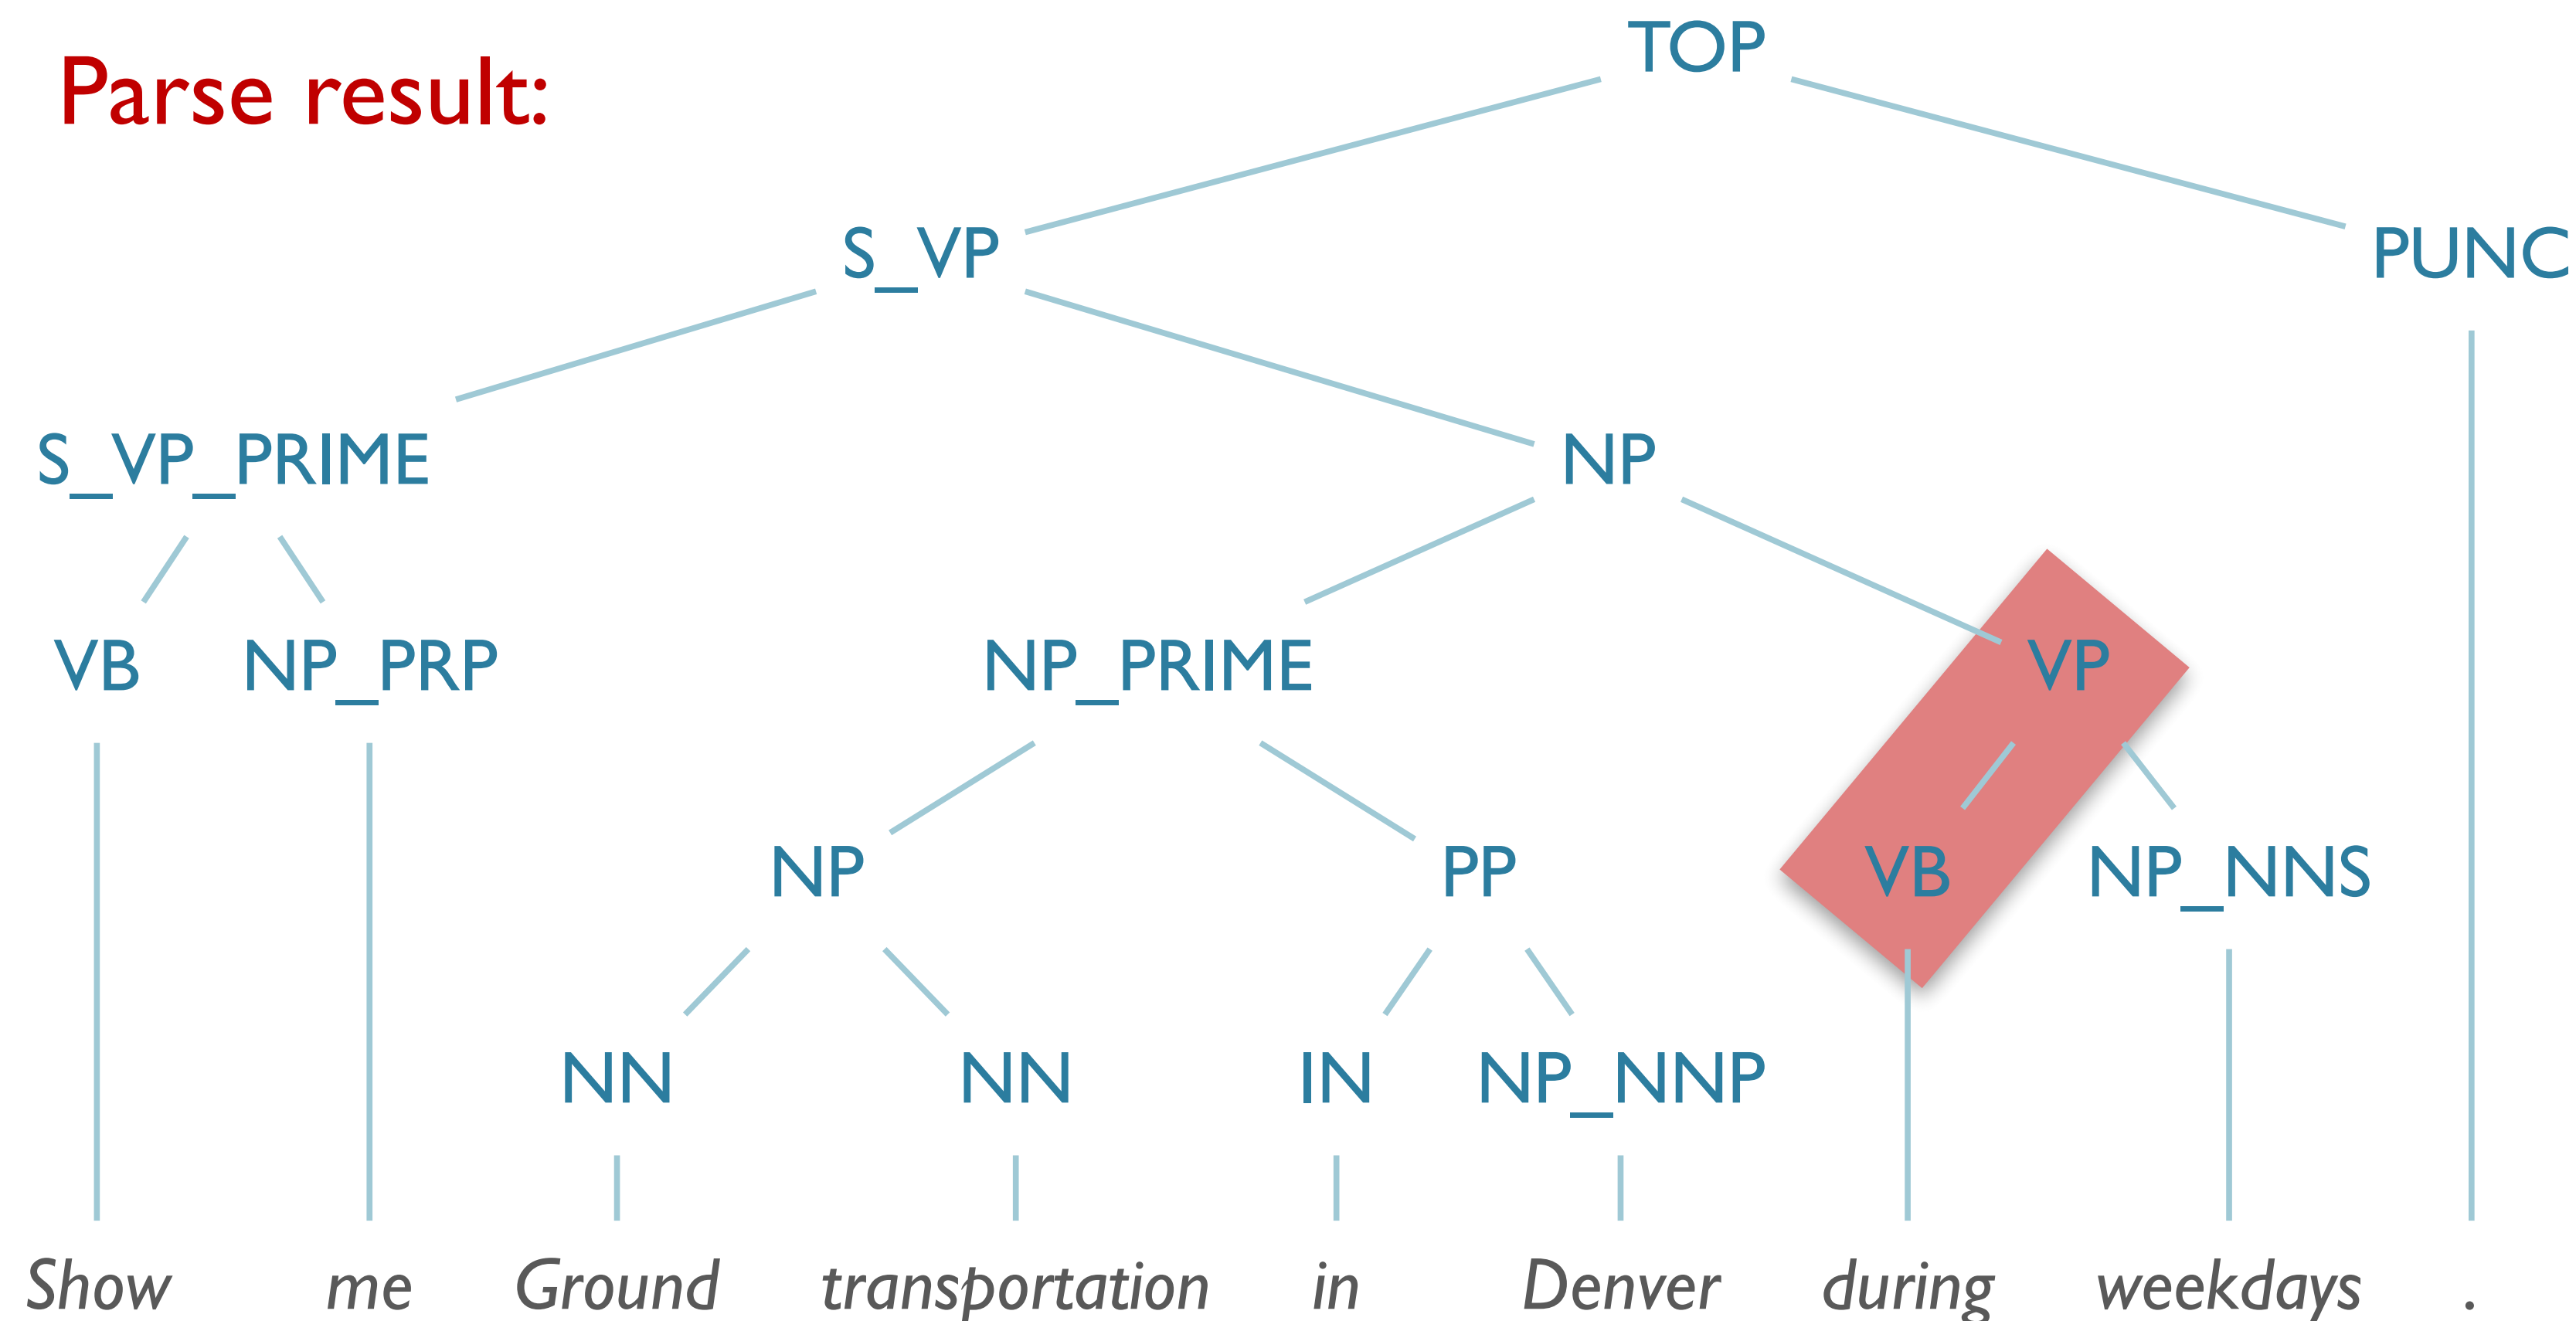 TOP
Parse result:
S_VP PUNC
S_VP_PRIME NP
VB NP_PRP NP_PRIME VP
NP PP VB NP_NNS
NN NN IN NP_NNP
Show me Ground transportation in Denver during weekdays .